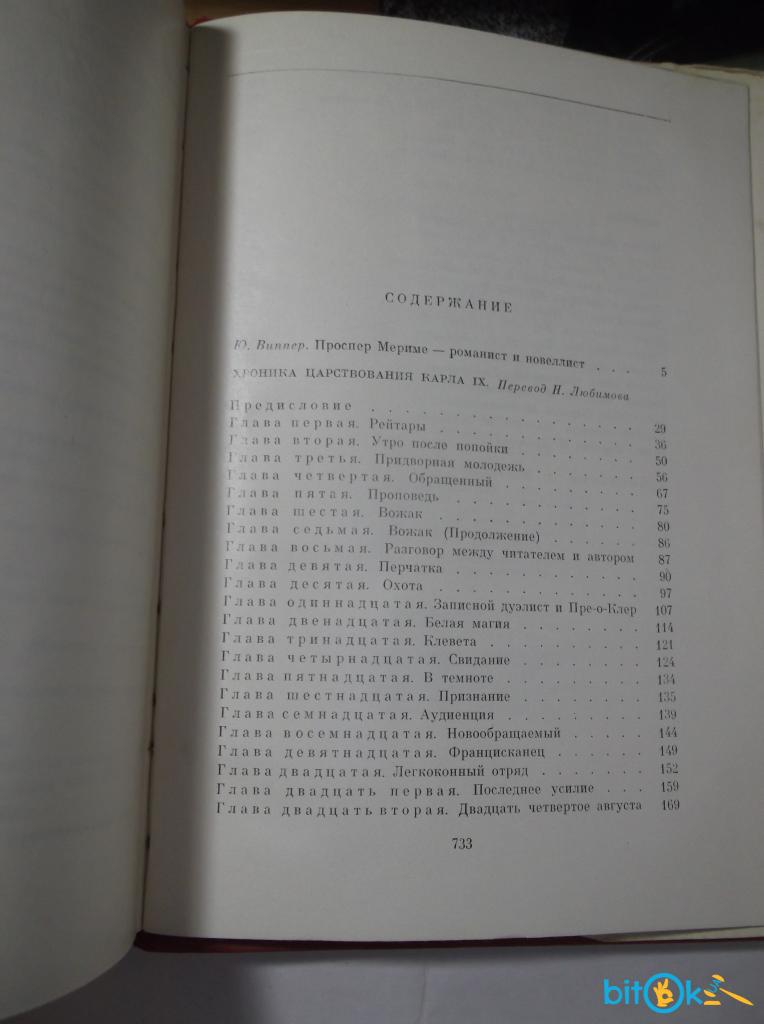 СОДЕРЖАНИЕ
Ю. Виппер. Проспер Мериме — романист и новеллист . . . 5
ХРОНИКА ЦАРСТВОВАНИЯ КАРЛА IX. Перевод Н. Любимова
Предисловие . . . . . . . . . . . . . . 29
Глава первая. Рейтары . . . . . . . . . . 36
Глава вторая. Утро после попойки . . . . . . 50
Глава третья. Придворная молодежь . . . . . 56
Глава четвертая. Обращенный . . . . . . . 67
Глава пятая. Проповедь . . . . . . . . . 75
Глава шестая. Вожак . . . . . . . . . . 80
Глава седьмая. Вожак (Продолжение) . . . . 86
Глава восьмая. Разговор между читателем и автором 87
Глава девятая. Перчатка . . . . . . . . . 90
Глава десятая. Охота . . . . . . . . . . 97
Глава одиннадцатая. Записной дуэлист и Пре-о-Клер 107
Глава двенадцатая. Белая магия . . . . . . . 114
Глава тринадцатая. Клевета . . . . . . . . 121
Глава четырнадцатая. Свидание . . . . . . . 124
Глава пятнадцатая. В темноте . . . . . . . . 134
Глава шестнадцатая. Признание . . . . . . . 135
Глава семнадцатая. Аудиенция . . . . . . . . 139
Глава восемнадцатая. Новообращаемый . . . . 144
Глава девятнадцатая. Францисканец . . . . . 149
Глава двадцатая. Легкоконный отряд . . . . . . 152
Глава двадцать первая. Последнее усилие . . . 159
Глава двадцать вторая. Двадцать четвертое августа 169
733
bitOk